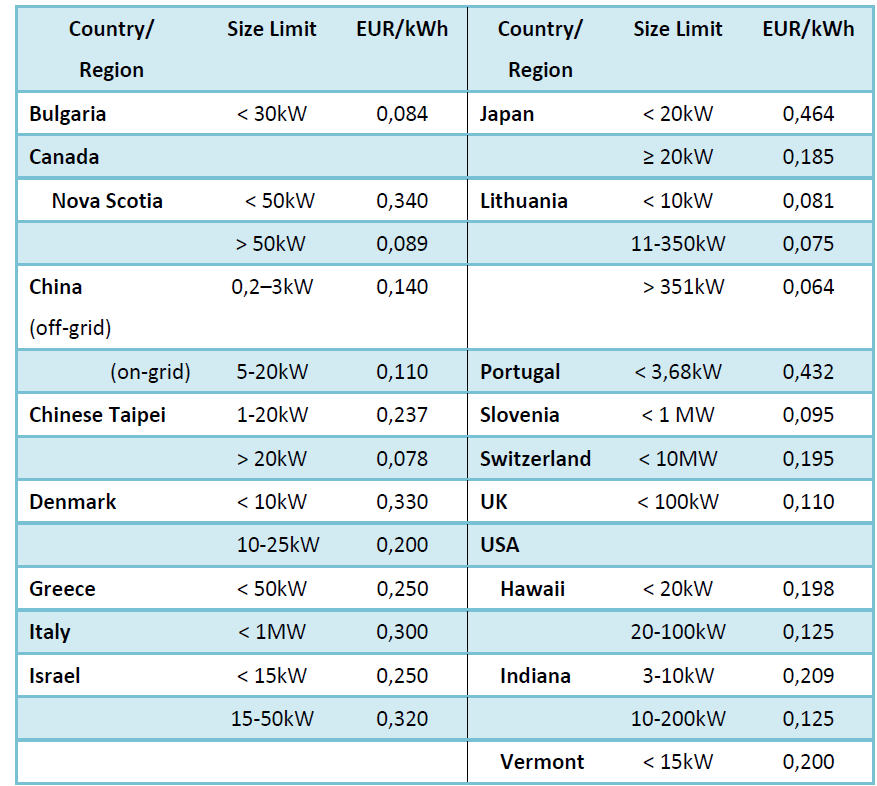 Country/ Region Size Limit EUR/kWh Country/ Region Size Limit EUR/kWh
Bulgaria < 30kW 0,084 Japan < 20kW 0,464
Canada ≥ 20kW 0,185
Nova Scotia < 50kW 0,340 Lithuania < 10kW 0,081
> 50kW 0,089 11-350kW 0,075
China 0,2–3kW 0,140 > 351kW 0,064
(off-grid)
(on-grid) 5-20kW 0,110 Portugal < 3,68kW 0,432
Chinese Taipei 1-20kW 0,237 Slovenia < 1 MW 0,095
> 20kW 0,078 Switzerland < 10MW 0,195
Denmark < 10kW 0,330 UK < 100kW 0,110
10-25kW 0,200 USA
Greece < 50kW 0,250 Hawaii < 20kW 0,198
Italy < 1MW 0,300 20-100kW 0,125
Israel < 15kW 0,250 Indiana 3-10kW 0,209
15-50kW 0,320 10-200kW 0,125
Vermont < 15kW 0,200